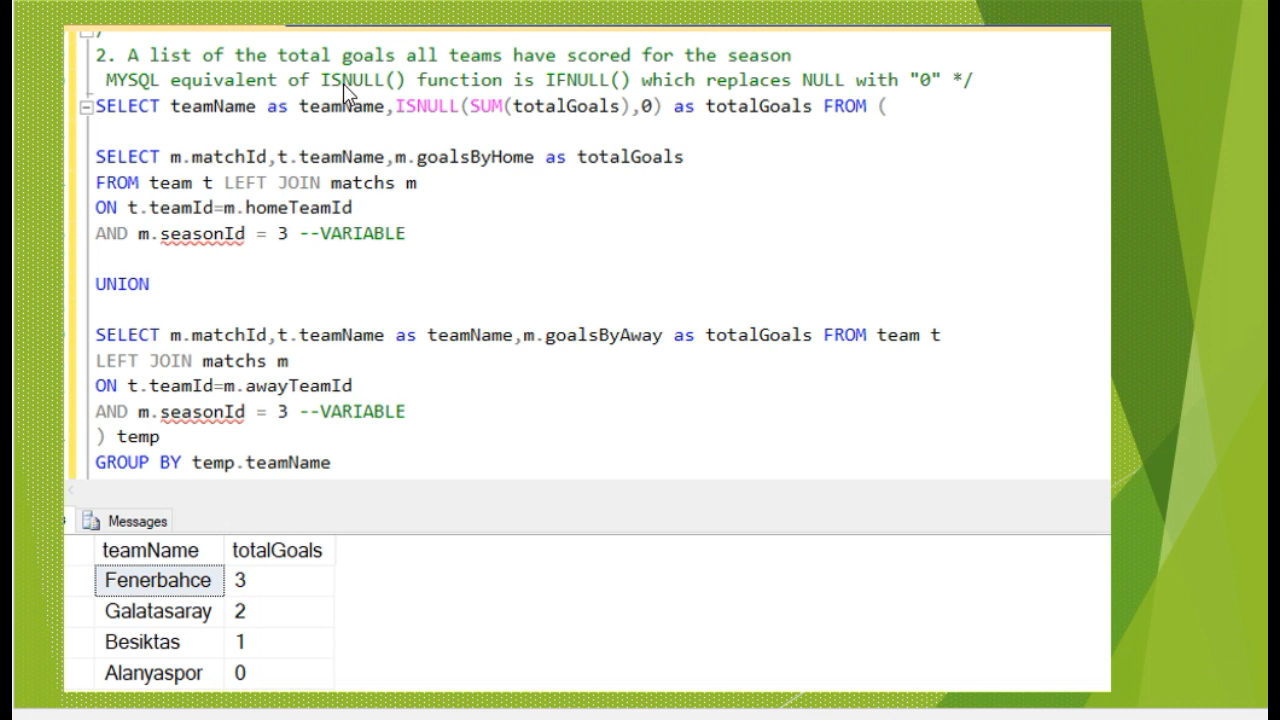 2. A list of the total goals all teams have scored for the season
MYSQL equivalent of ISNULL() function is IFNULL() which replaces NULL with "0" */
SELECT teamName as teamName,ISNULL(SUM(totalGoals),0) as totalGoals FROM (
SELECT m.matchId,t.teamName,m.goalsByHome as totalGoals
FROM team t LEFT JOIN matchs m
ON t.teamId=m.homeTeamId
AND m.seasonId = 3 --VARIABLE
UNION
SELECT m.matchId,t.teamName as teamName,m.goalsByAway as totalGoals FROM team t
LEFT JOIN matchs m
ON t.teamId=m.awayTeamId
AND m.seasonId = 3 --VARIABLE
) temp
GROUP BY temp.teamName
Messages
teamName totalGoals
Fenerbahce 3
Galatasaray 2
Besiktas 1
Alanyaspor 0